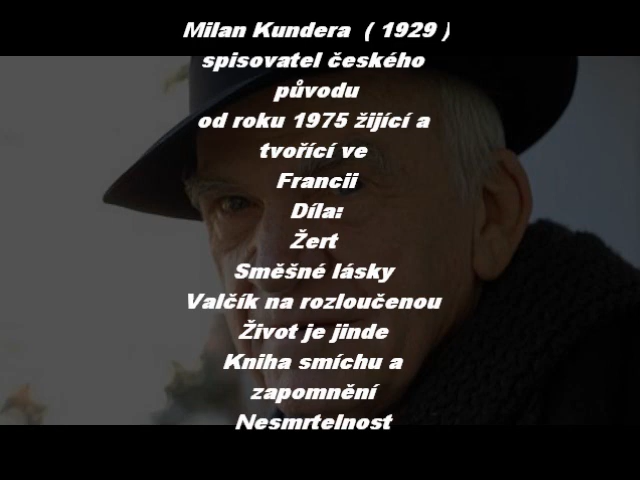 Milan Kundera ( 1929 )
spisovatel českého
původu
od roku 1975 žijící a
tvořící ve
Francii
Díla:
Žert
Směšné lásky
Valčík na rozloučenou
Život je jinde
Kniha smíchu a
zapomnění
Nesmrtelnost